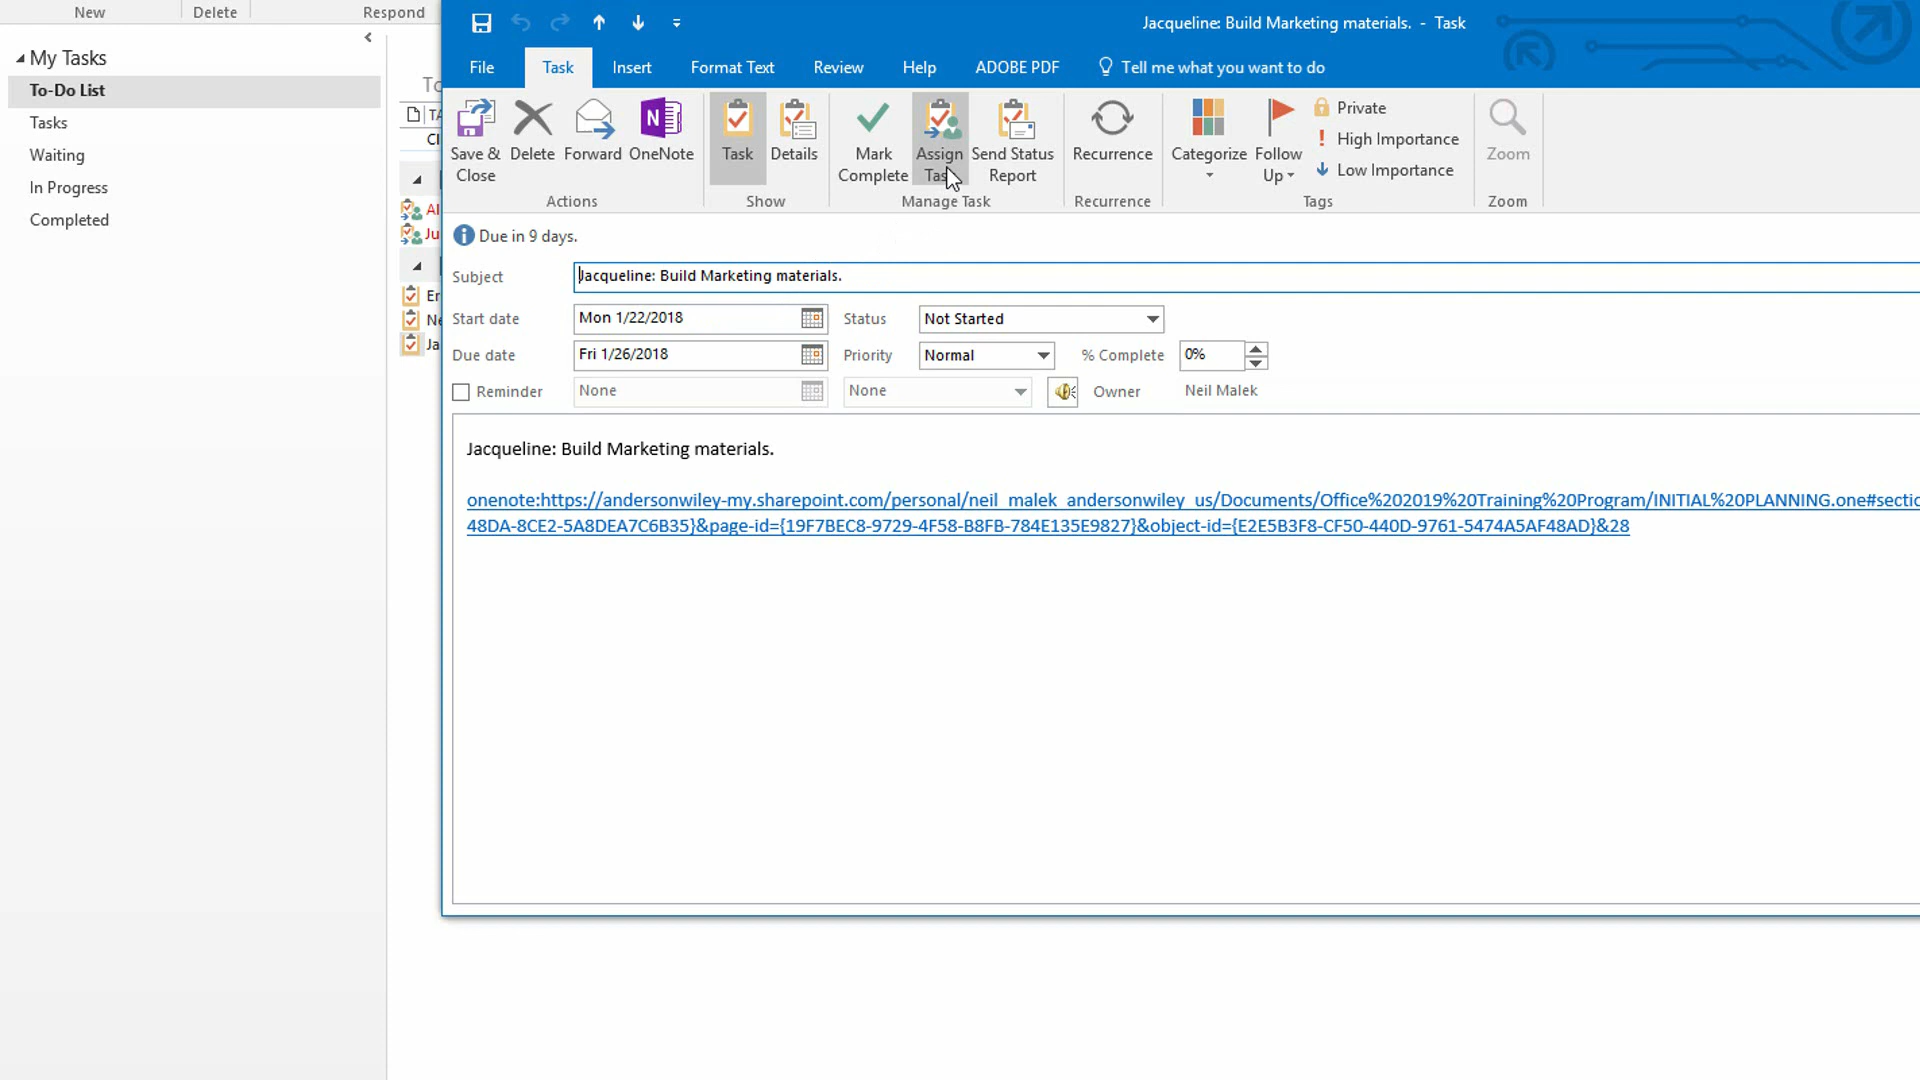 New Delete Respond
My Tasks
To-Do List
Tasks
Waiting
In Progress
Completed
Jacqueline: Build Marketing materials. - Task
File Task Insert Format Text Review Help ADOBE PDF Tell me what you want to do
Save & Close Delete Forward OneNote
Actions
Task Details
Show
Mark Complete Assign Task Send Status Report
Manage Task
Recurrence
Recurrence
Categorize Follow Up
Private
High Importance
Low Importance
Tags
Zoom
Zoom
Due in 9 days.
Subject Jacqueline: Build Marketing materials.
Start date Mon 1/22/2018 Status Not Started
Due date Fri 1/26/2018 Priority Normal % Complete 0%
Reminder None None Owner Neil Malek
Jacqueline: Build Marketing materials.
onenote:https://andersonwiley-my.sharepoint.com/personal/neil_malek_andersonwiley_us/Documents/Office%202019%20Training%20Program/INITIAL%20PLANNING.one#sectio
48DA-8CE2-5A8DEA7C6B35}&page-id={19F7BEC8-9729-4F58-B8FB-784E135E9827}&object-id={E2E5B3F8-CF50-440D-9761-5474A5AF48AD}&28